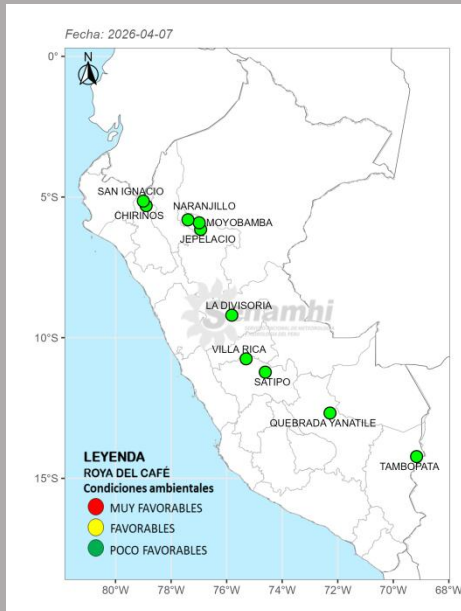 Fecha: 2026-04-07
N
0°
5°S
10°S
15°S
SAN IGNACIO
CHIRINOS
NARANJILLO
MOYOBAMBA
JEPELACIO
LA DIVISORIA
Senamhi
VILLA RICA
SATIPO
QUEBRADA YANATILE
TAMBOPATA
LEYENDA
ROYA DEL CAFÉ
Condiciones ambientales
MUY FAVORABLES
FAVORABLES
POCO FAVORABLES
80°W 78°W 76°W 74°W 72°W 70°W 68°W